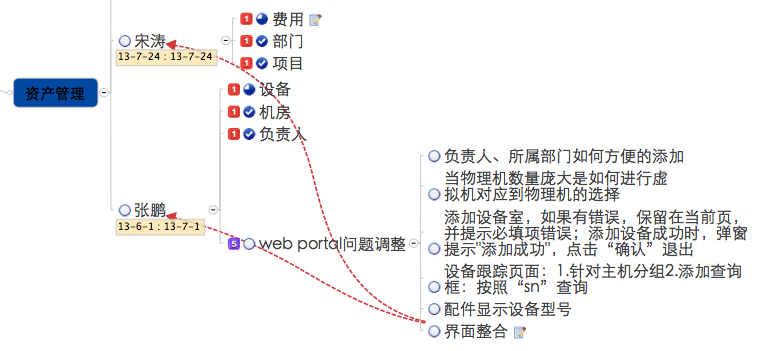 资产管理
宋涛
13-7-24 : 13-7-24
1 费用
1 部门
1 项目
张鹏
13-6-1 : 13-7-1
1 设备
1 机房
1 负责人
5 web portal问题调整
负责人、所属部门如何方便的添加
当物理机数量庞大是如何进行虚
拟机对应到物理机的选择
添加设备室，如果有错误，保留在当前页，
并提示必填项错误；添加设备成功时，弹窗
提示"添加成功"，点击“确认”退出
设备跟踪页面：1.针对主机分组2.添加查询
框：按照“sn”查询
配件显示设备型号
界面整合